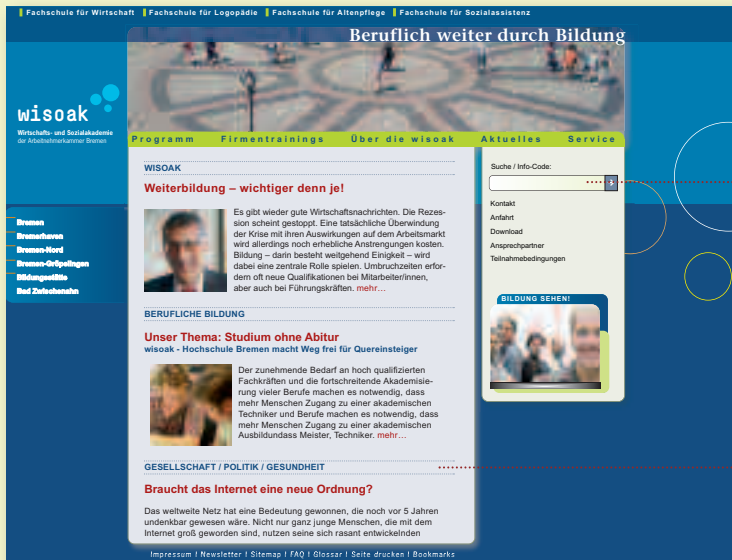 Fachschule für Wirtschaft Fachschule für Logopädie Fachschule für Altenpflege Fachschule für Sozialassistenz
Beruflich weiter durch Bildung
wisoak
Wirtschafts- und Sozialakademie
der Arbeitnehmerkammer Bremen
Programm Firmentrainings Über die wisoak Aktuelles Service
Bremen
Bremerhaven
Bremen-Nord
Bremen-Gröpelingen
Bildungsstätte
Bad Zwischenahn
WISOAK
Weiterbildung – wichtiger denn je!
Es gibt wieder gute Wirtschaftsnachrichten. Die Rezes-
sion scheint gestoppt. Eine tatsächliche Überwindung
der Krise mit ihren Auswirkungen auf dem Arbeitsmarkt
wird allerdings noch erhebliche Anstrengungen kosten.
Bildung – darin besteht weitgehend Einigkeit – wird
dabei eine zentrale Rolle spielen. Umbruchzeiten erfor-
dern oft neue Qualifikationen bei Mitarbeiter/innen,
aber auch bei Führungskräften. mehr…
BERUFLICHE BILDUNG
Unser Thema: Studium ohne Abitur
wisoak - Hochschule Bremen macht Weg frei für Quereinsteiger
Der zunehmende Bedarf an hoch qualifizierten
Fachkräften und die fortschreitende Akademisie-
rung vieler Berufe machen es notwendig, dass
mehr Menschen Zugang zu einer akademischen
Techniker und Berufe machen es notwendig, dass
mehr Menschen Zugang zu einer akademischen
Ausbildundass Meister, Techniker. mehr…
GESELLSCHAFT / POLITIK / GESUNDHEIT
Braucht das Internet eine neue Ordnung?
Das weltweite Netz hat eine Bedeutung gewonnen, die noch vor 5 Jahren
undenkbar gewesen wäre. Nicht nur ganz junge Menschen, die mit dem
Internet groß geworden sind, nutzen seine sich rasant entwickelnden
Suche / Info-Code:
Kontakt
Anfahrt
Download
Ansprechpartner
Teilnahmebedingungen
BILDUNG SEHEN!
Impressum I Newsletter I Sitemap I FAQ I Glossar I Seite drucken I Bookmarks